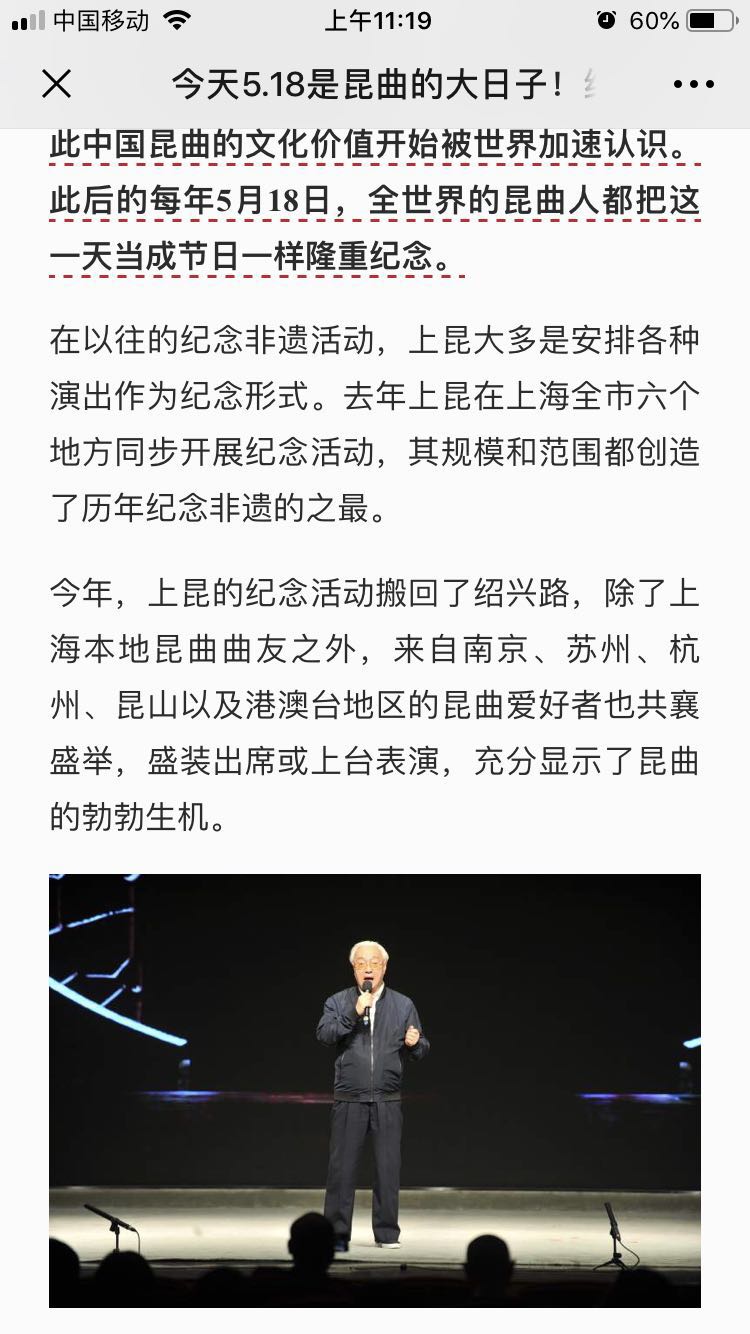 中国移动
上午11:19
60%
今天5.18是昆曲的大日子！
此中国昆曲的文化价值开始被世界加速认识。
此后的每年5月18日，全世界的昆曲人都把这
一天当成节日一样隆重纪念。
在以往的纪念非遗活动，上昆大多是安排各种
演出作为纪念形式。去年上昆在上海全市六个
地方同步开展纪念活动，其规模和范围都创造
了历年纪念非遗的之最。
今年，上昆的纪念活动搬回了绍兴路，除了上
海本地昆曲曲友之外，来自南京、苏州、杭
州、昆山以及港澳台地区的昆曲爱好者也共襄
盛举，盛装出席或上台表演，充分显示了昆曲
的勃勃生机。